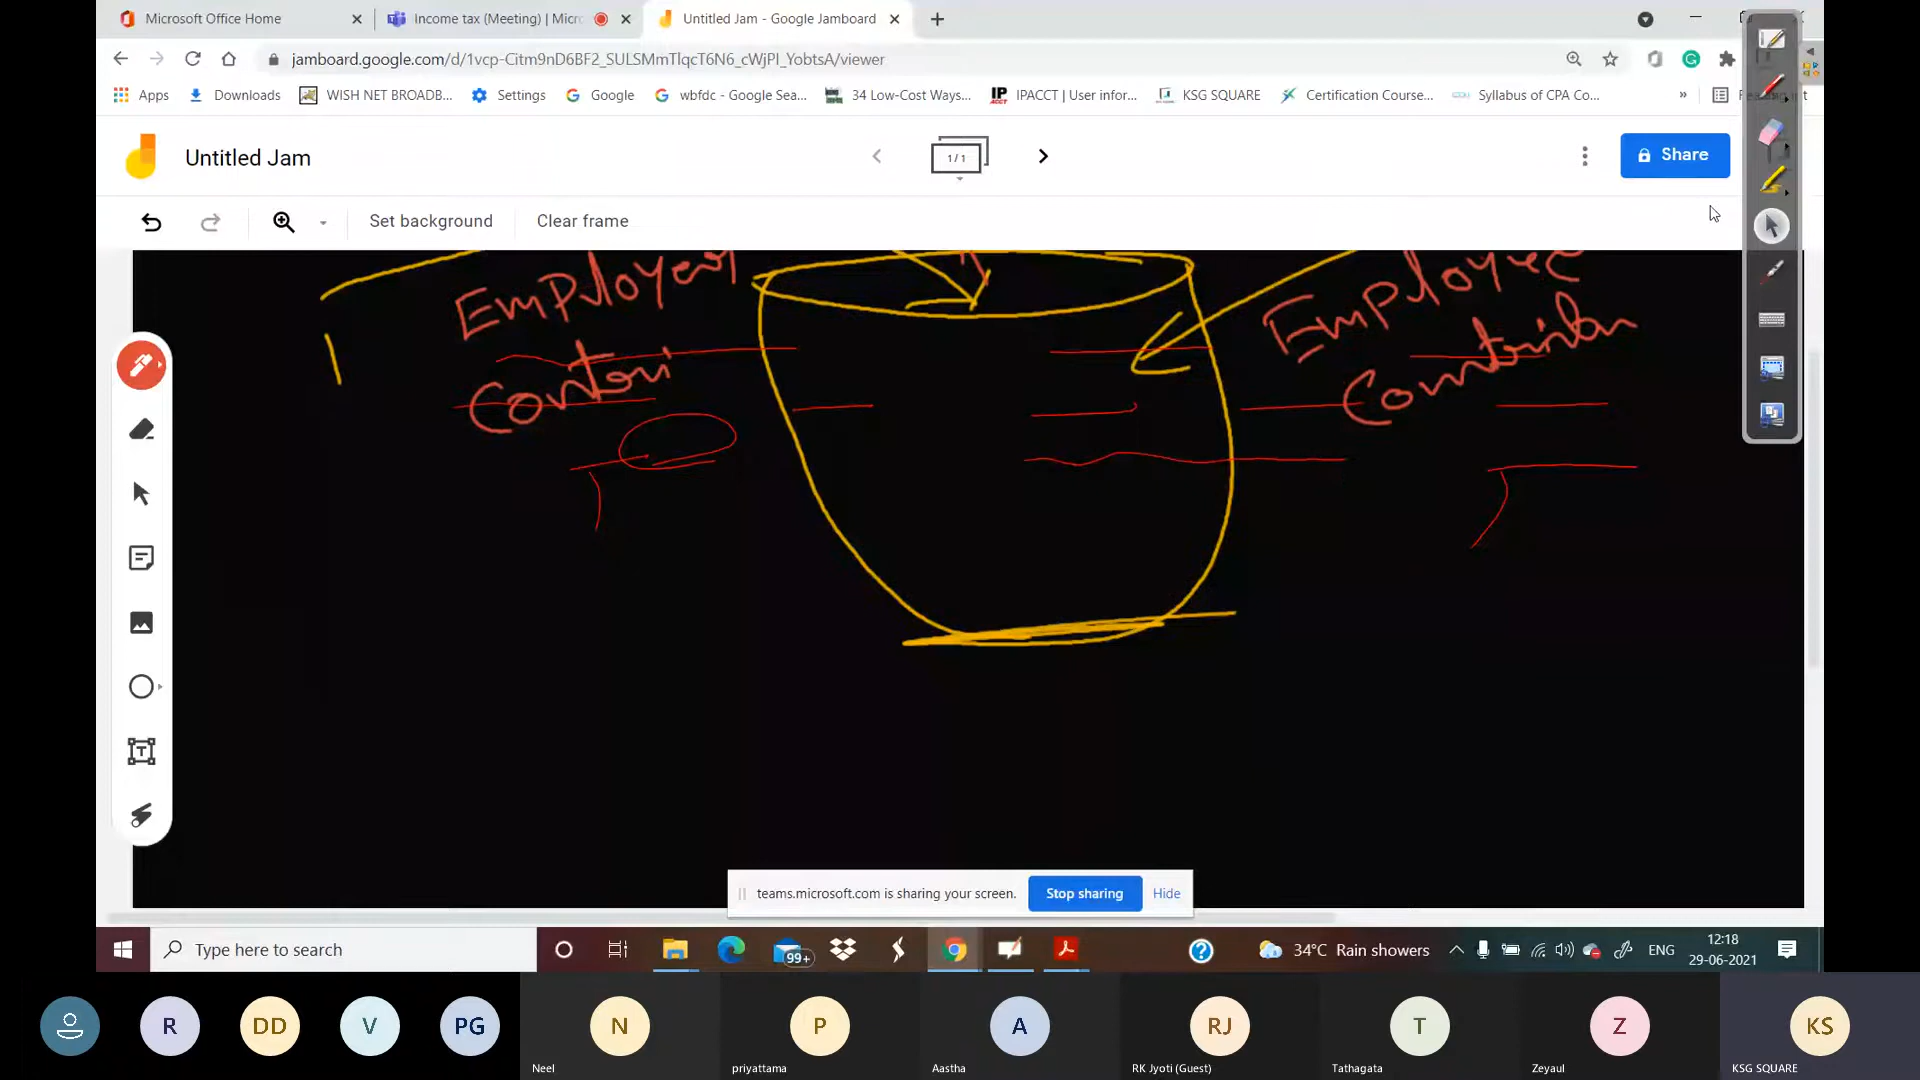 Microsoft Office Home
Income tax (Meeting) | Micr
Untitled Jam - Google Jamboard
jamboard.google.com/d/1vcp-Citm9nD6BF2_SULSMmTlqcT6N6_cWjPl_YobtsA/viewer
Apps
Downloads
WISH NET BROADB...
Settings
Google
wbfdc - Google Sea...
34 Low-Cost Ways...
IPACCT | User infor...
KSG SQUARE
Certification Course...
Syllabus of CPA Co...
»
Untitled Jam
1 / 1
Share
Set background
Clear frame
Employer
Contri
Employee
teams.microsoft.com is sharing your screen.
Stop sharing
Hide
Type here to search
99+
34°C Rain showers
ENG
12:18
29-06-2021
R
DD
V
PG
N
P
A
RJ
T
Z
KS
Neel
priyattama
Aastha
RK Jyoti (Guest)
Tathagata
Zeyaul
KSG SQUARE